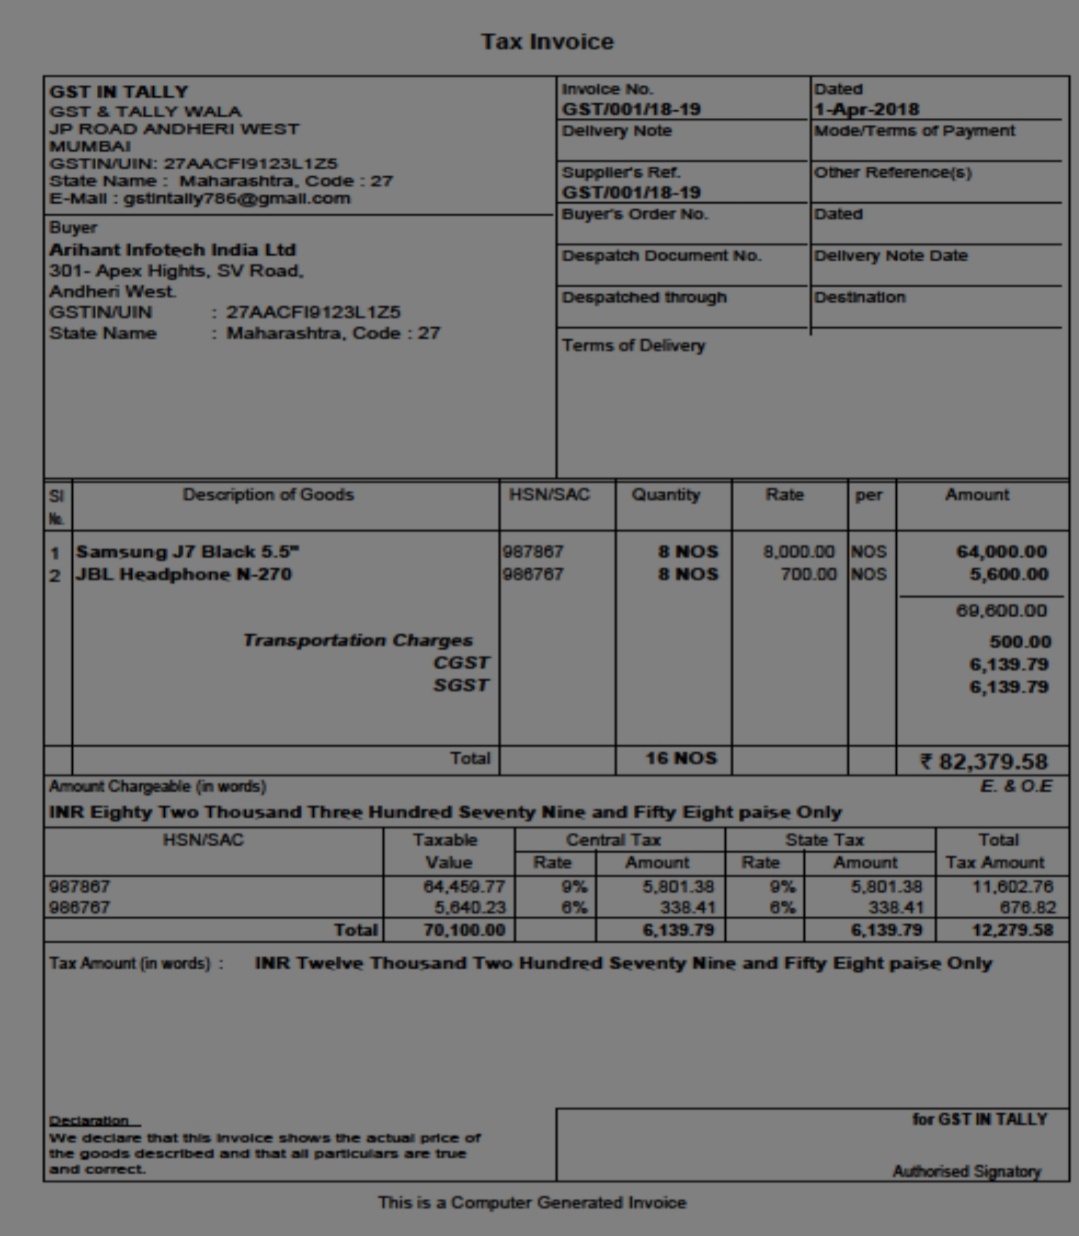 Tax Invoice
GST IN TALLY
GST & TALLY WALA
JP ROAD ANDHERI WEST
MUMBAI
GSTIN/UIN: 27AACFI9123L1Z5
State Name : Maharashtra, Code : 27
E-Mail : gstintally786@gmail.com
Buyer
Arihant Infotech India Ltd
301- Apex Hights, SV Road,
Andheri West.
GSTIN/UIN : 27AACFI9123L1Z5
State Name : Maharashtra, Code : 27
Invoice No. Dated
GST/001/18-19 1-Apr-2018
Delivery Note Mode/Terms of Payment
Supplier's Ref. Other Reference(s)
GST/001/18-19
Buyer's Order No. Dated
Despatch Document No. Delivery Note Date
Despatched through Destination
Terms of Delivery
Sl Description of Goods HSN/SAC Quantity Rate per Amount
No.
1 Samsung J7 Black 5.5" 987867 8 NOS 8,000.00 NOS 64,000.00
2 JBL Headphone N-270 986767 8 NOS 700.00 NOS 5,600.00
69,600.00
Transportation Charges 500.00
CGST 6,139.79
SGST 6,139.79
Total 16 NOS ₹ 82,379.58
Amount Chargeable (in words) E. & O.E
INR Eighty Two Thousand Three Hundred Seventy Nine and Fifty Eight paise Only
HSN/SAC Taxable Central Tax State Tax Total
Value Rate Amount Rate Amount Tax Amount
987867 64,459.77 9% 5,801.38 9% 5,801.38 11,602.76
986767 5,640.23 6% 338.41 6% 338.41 676.82
Total 70,100.00 6,139.79 6,139.79 12,279.58
Tax Amount (in words) : INR Twelve Thousand Two Hundred Seventy Nine and Fifty Eight paise Only
Declaration
We declare that this invoice shows the actual price of
the goods described and that all particulars are true
and correct.
for GST IN TALLY
Authorised Signatory
This is a Computer Generated Invoice